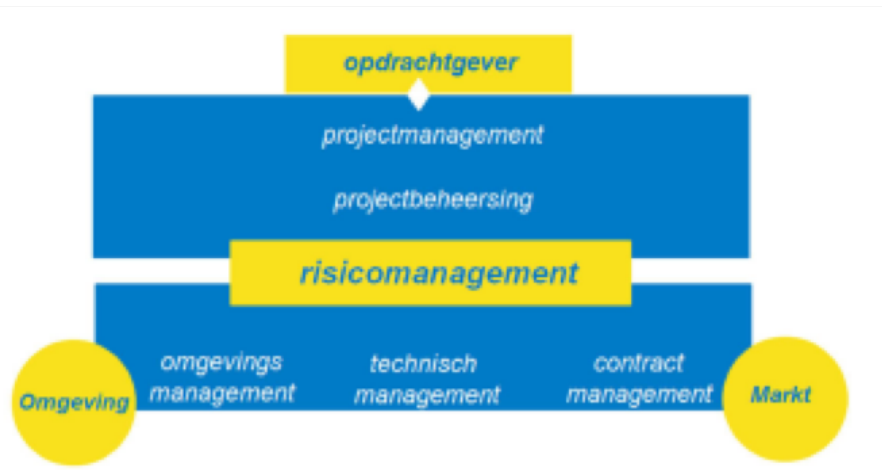 opdrachtgever
projectmanagement
projectbeheersing
risicomanagement
omgevings
management
technisch
management
contract
management
Omgeving
Markt